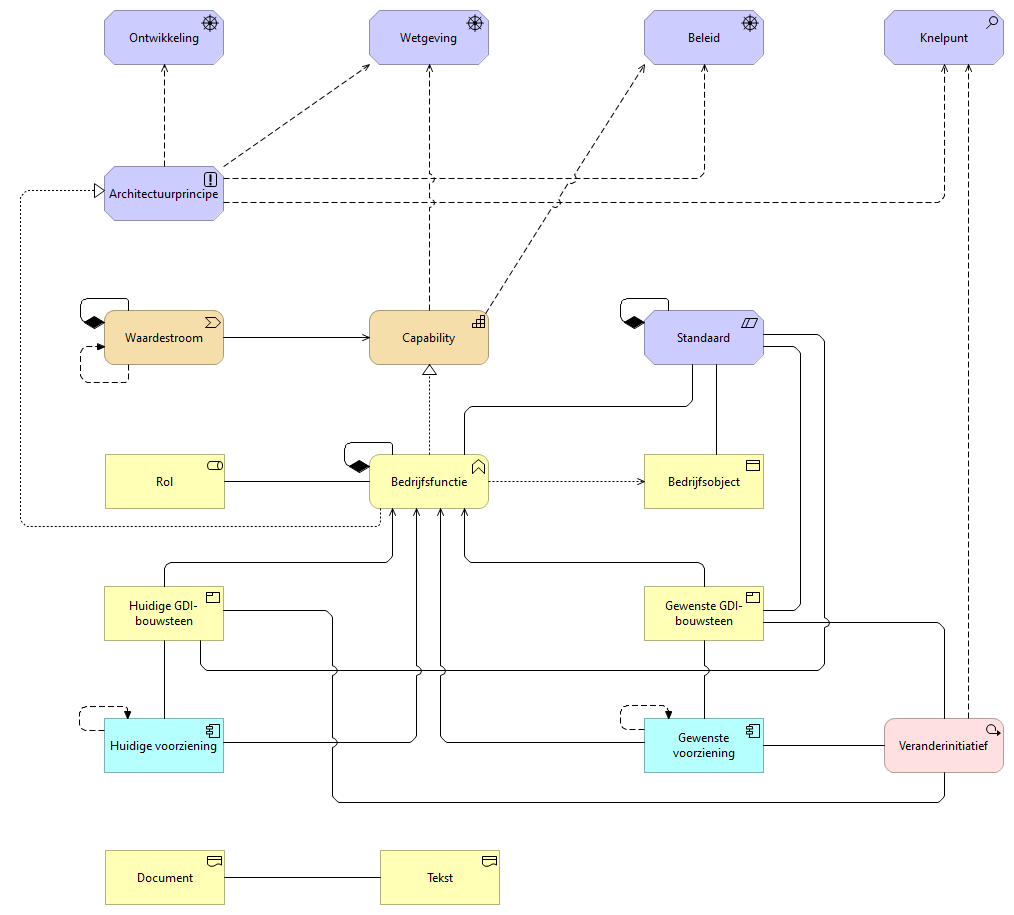 Ontwikkeling
Wetgeving
Beleid
Knelpunt
Architectuurprincipe
Waardestroom
Capability
Standaard
Rol
Bedrijfsfunctie
Bedrijfsobject
Huidige GDI-
bouwsteen
Gewenste GDI-
bouwsteen
Huidige voorziening
Gewenste
voorziening
Veranderinitiatief
Document
Tekst